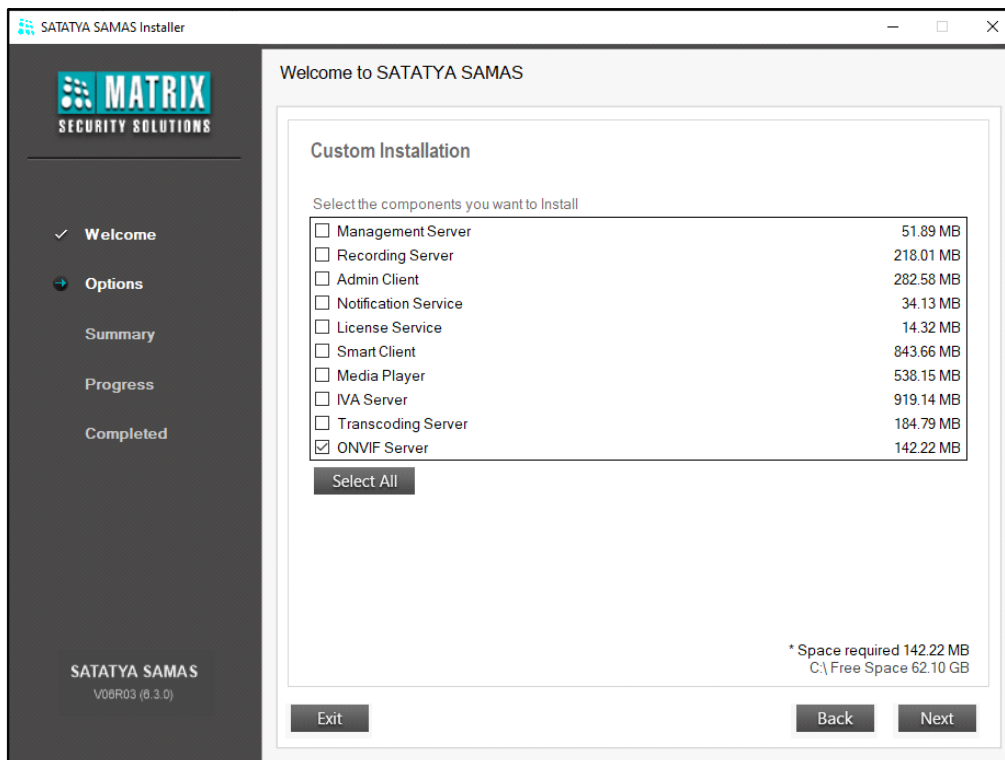 SATATYA SAMAS Installer
MATRIX
SECURITY SOLUTIONS
Welcome
Options
Summary
Progress
Completed
SATATYA SAMAS
V06R03 (6.3.0)
Welcome to SATATYA SAMAS
Custom Installation
Select the components you want to Install
Management Server 51.89 MB
Recording Server 218.01 MB
Admin Client 282.58 MB
Notification Service 34.13 MB
License Service 14.32 MB
Smart Client 843.66 MB
Media Player 538.15 MB
IVA Server 919.14 MB
Transcoding Server 184.79 MB
ONVIF Server 142.22 MB
Select All
* Space required 142.22 MB
C:\ Free Space 62.10 GB
Exit Back Next